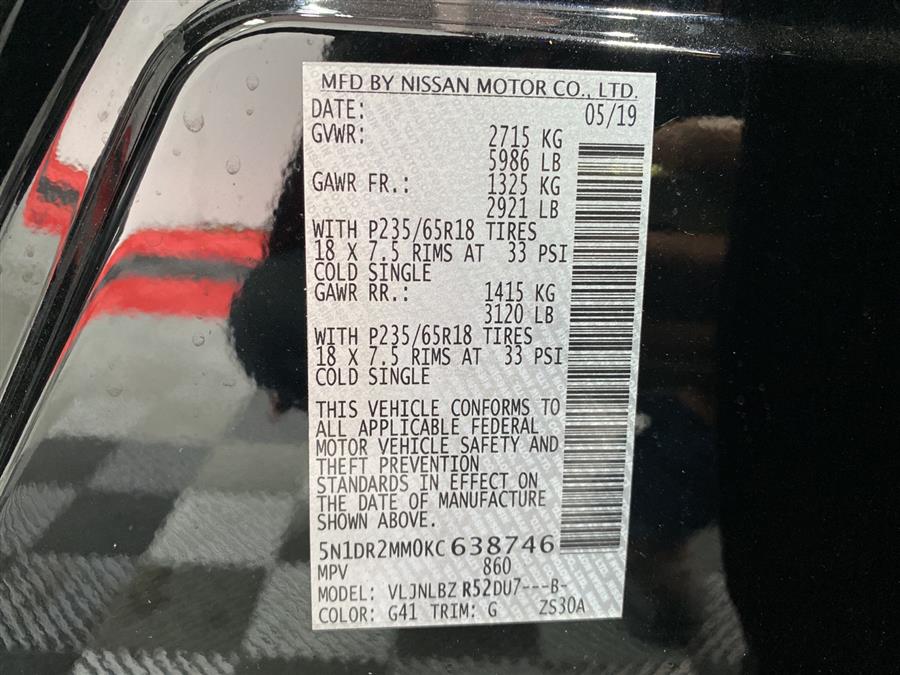 MFD BY NISSAN MOTOR CO., LTD.
DATE: 05/19
GVWR: 2715 KG
5986 LB
GAWR FR.: 1325 KG
2921 LB
WITH P235/65R18 TIRES
18 X 7.5 RIMS AT 33 PSI
COLD SINGLE
GAWR RR.: 1415 KG
3120 LB
WITH P235/65R18 TIRES
18 X 7.5 RIMS AT 33 PSI
COLD SINGLE
THIS VEHICLE CONFORMS TO
ALL APPLICABLE FEDERAL
MOTOR VEHICLE SAFETY AND
THEFT PREVENTION
STANDARDS IN EFFECT ON
THE DATE OF MANUFACTURE
SHOWN ABOVE.
5N1DR2MM0KC638746
MPV 860
MODEL: VLJNLBZ R52DU7---B-
COLOR: G41 TRIM: G ZS30A